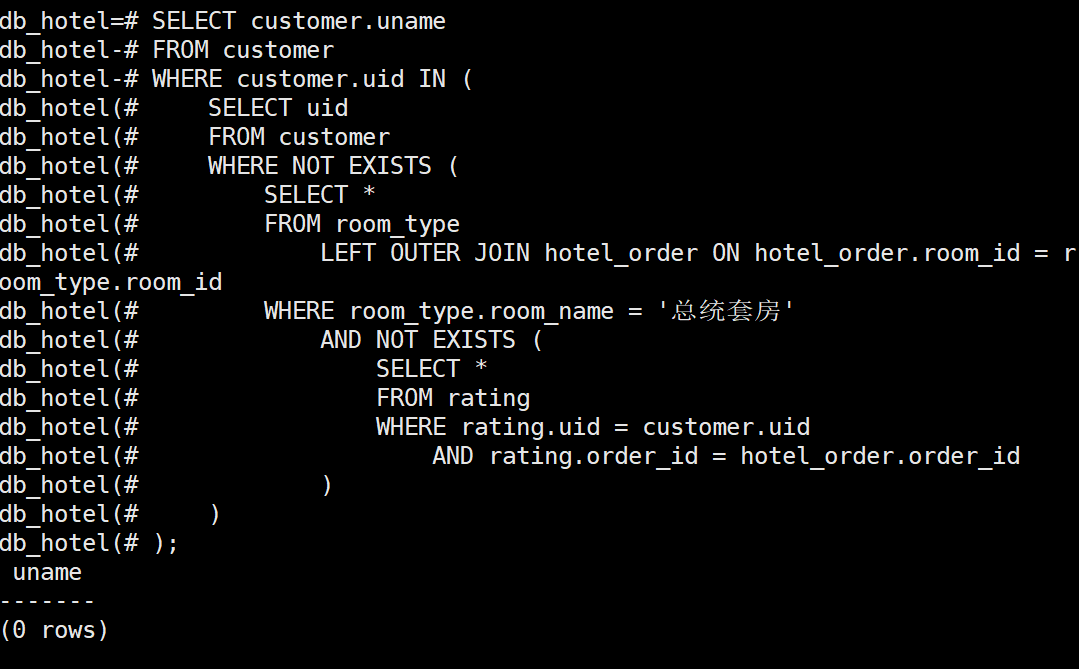 db_hotel=# SELECT customer.uname
db_hotel-# FROM customer
db_hotel-# WHERE customer.uid IN (
db_hotel(#     SELECT uid
db_hotel(#     FROM customer
db_hotel(#     WHERE NOT EXISTS (
db_hotel(#         SELECT *
db_hotel(#         FROM room_type
db_hotel(#             LEFT OUTER JOIN hotel_order ON hotel_order.room_id = r
oom_type.room_id
db_hotel(#         WHERE room_type.room_name = '总统套房'
db_hotel(#             AND NOT EXISTS (
db_hotel(#                 SELECT *
db_hotel(#                 FROM rating
db_hotel(#                 WHERE rating.uid = customer.uid
db_hotel(#                     AND rating.order_id = hotel_order.order_id
db_hotel(#             )
db_hotel(#     )
db_hotel(# );
 uname
-------
(0 rows)